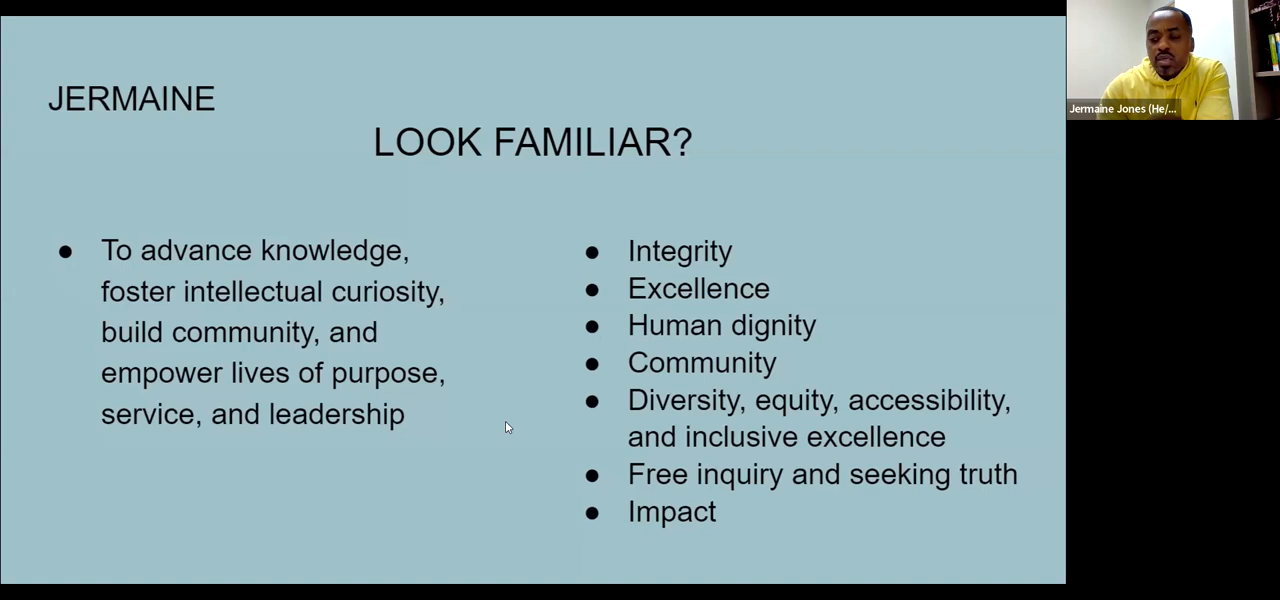 JERMAINE
LOOK FAMILIAR?
● To advance knowledge,
foster intellectual curiosity,
build community, and
empower lives of purpose,
service, and leadership
● Integrity
● Excellence
● Human dignity
● Community
● Diversity, equity, accessibility,
and inclusive excellence
● Free inquiry and seeking truth
● Impact
Jermaine Jones (He/...